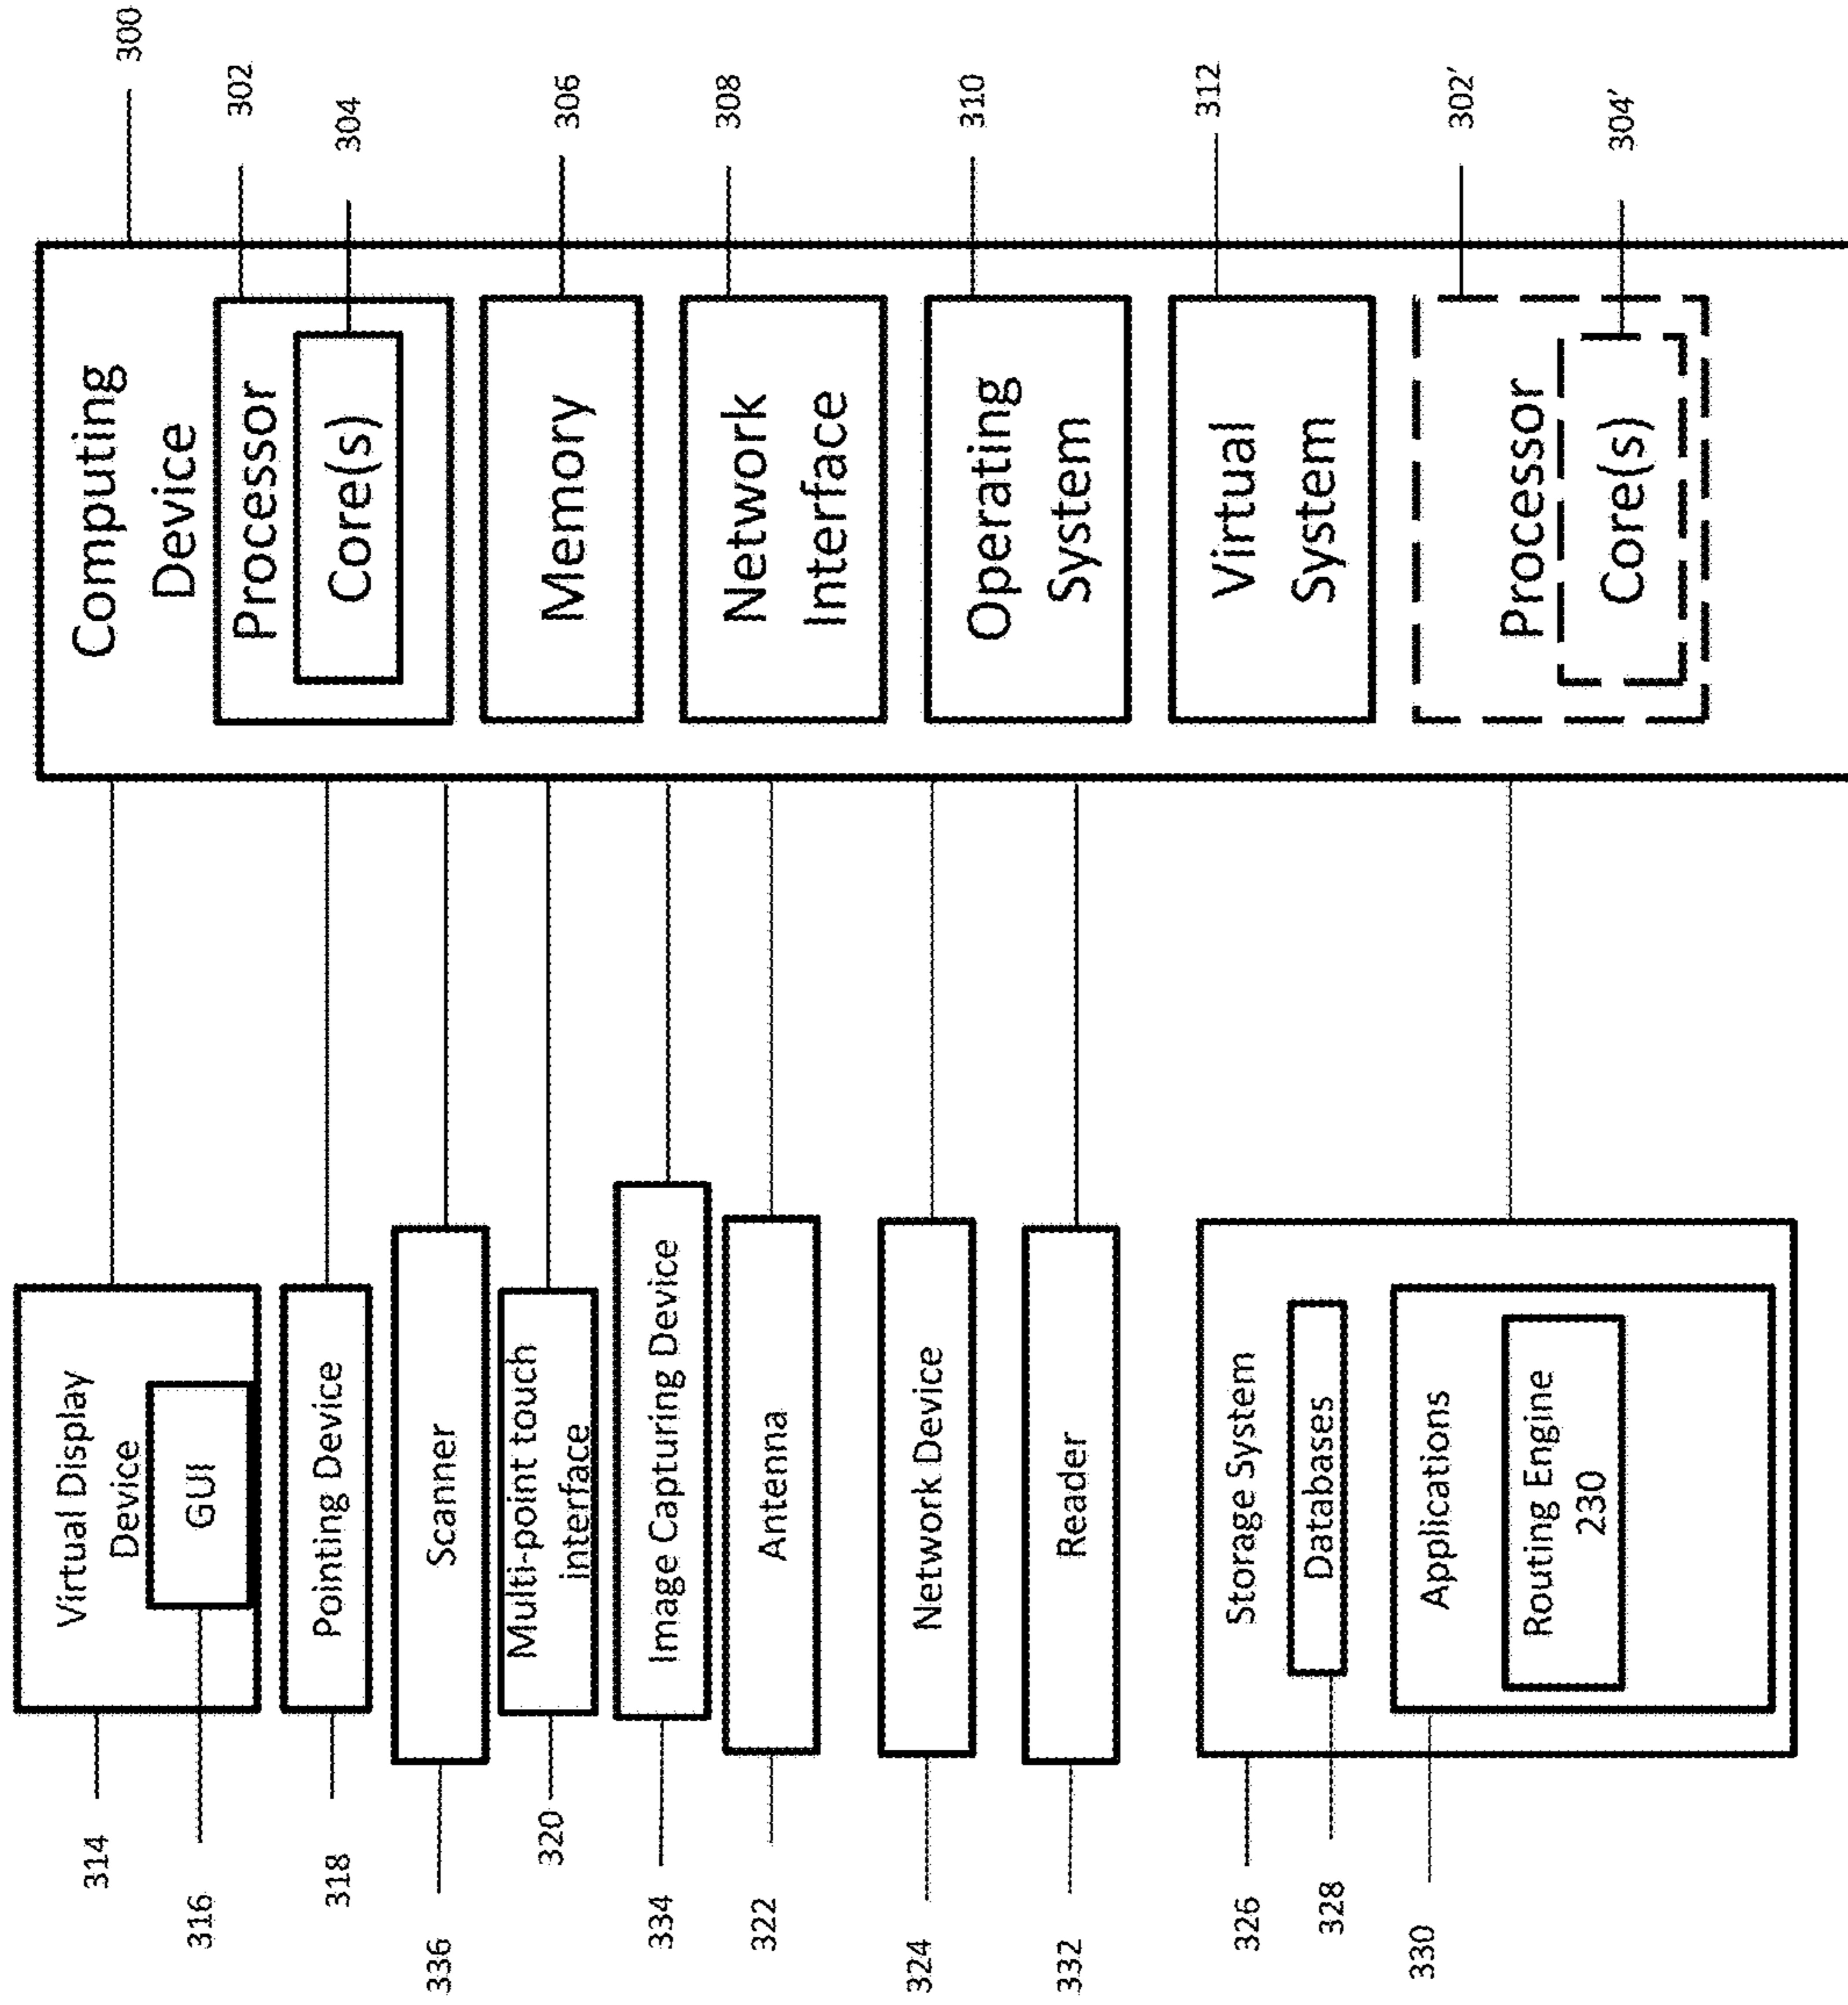 300
Computing
Device
302
Processor
304
Core(s)
306
Memory
308
Network
Interface
310
Operating
System
312
Virtual
System
302'
Processor
304'
Core(s)
314
Virtual Display
Device
316
GUI
318
Pointing Device
336
Scanner
320
Multi-point touch
interface
334
Image Capturing Device
322
Antenna
324
Network Device
332
Reader
326
Storage System
328
Databases
330
Applications
Routing Engine
230